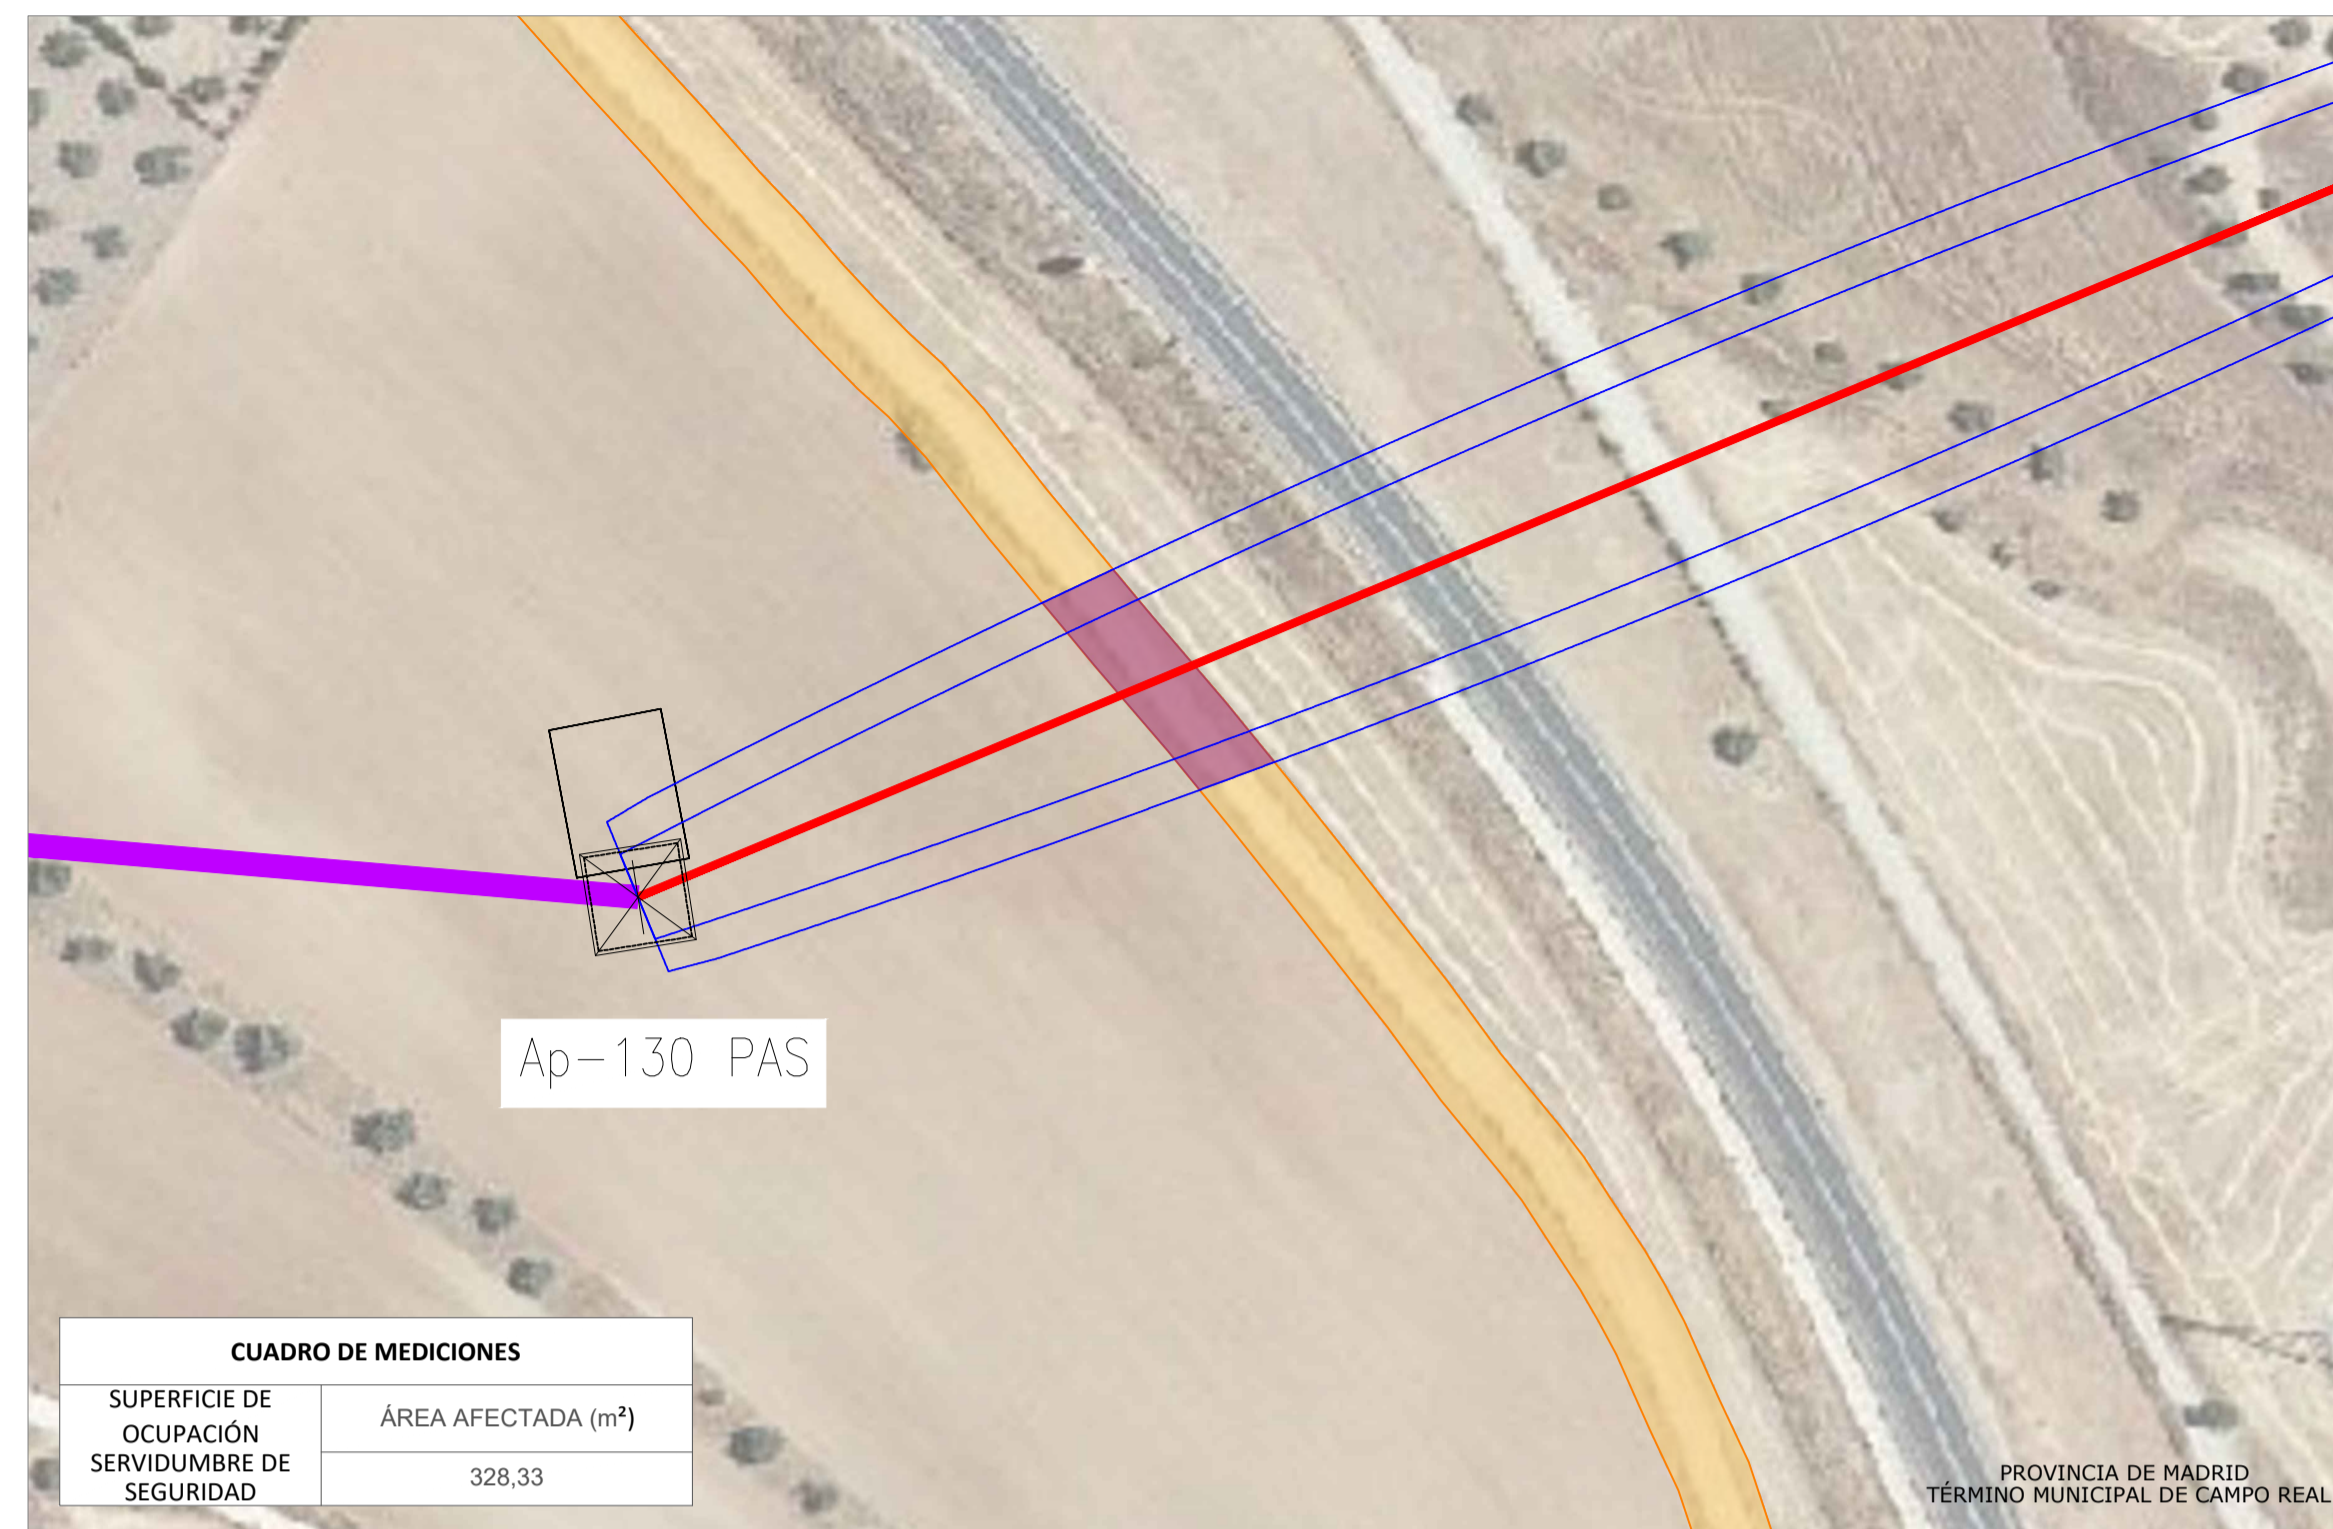 Ap-130 PAS
CUADRO DE MEDICIONES
SUPERFICIE DE
OCUPACIÓN
SERVIDUMBRE DE
SEGURIDAD
ÁREA AFECTADA (m²)
328,33
PROVINCIA DE MADRID
TÉRMINO MUNICIPAL DE CAMPO REAL